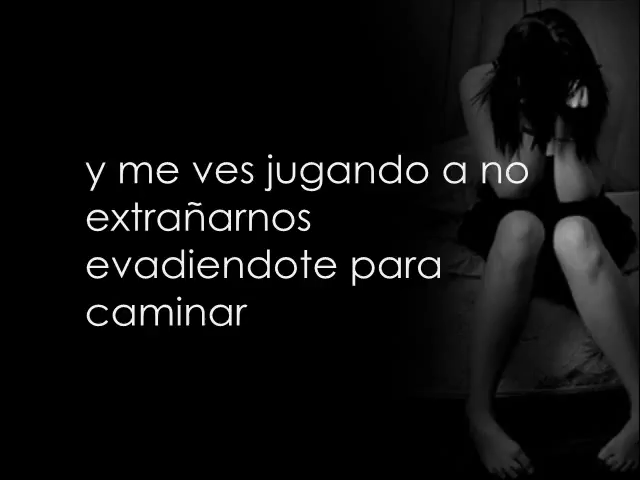 y me ves jugando a no
extrañarnos
evadiendote para
caminar